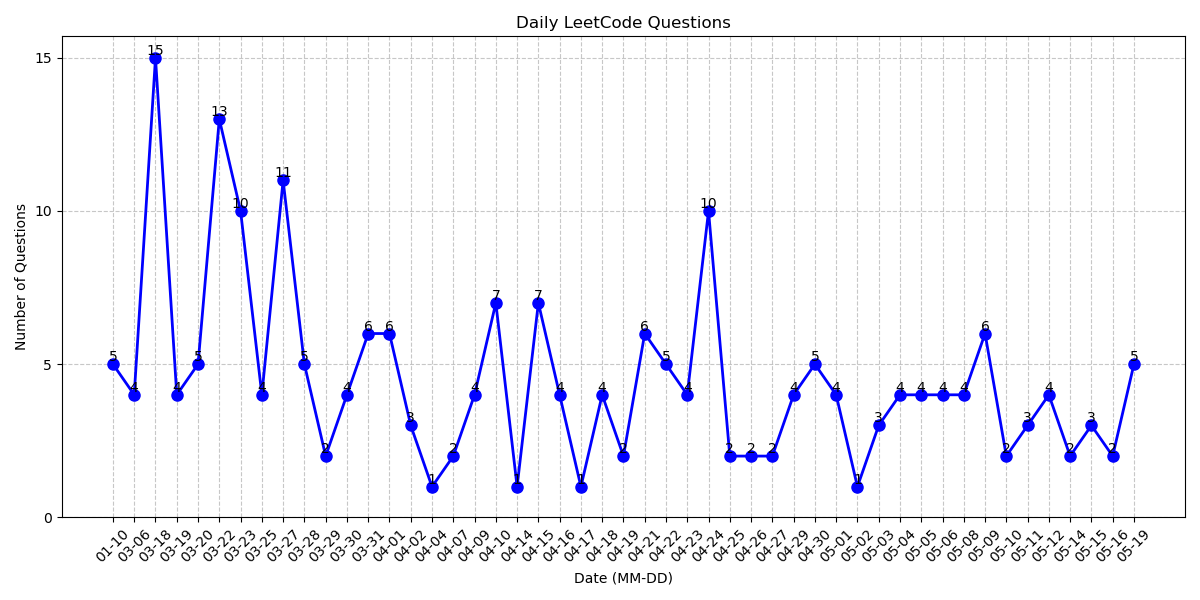 Daily LeetCode Questions
Number of Questions
15
10
5
0
5 4 15 4 5 13 10 4 11 5 2 4 6 6 3 1 2 4 7 1 7 4 1 4 2 6 5 4 10 2 2 2 4 5 4 1 3 4 4 4 4 6 2 3 4 2 3 2 5
01-10 03-06 03-18 03-19 03-20 03-22 03-23 03-25 03-27 03-28 03-29 03-30 03-31 04-01 04-02 04-04 04-07 04-09 04-10 04-14 04-15 04-16 04-17 04-18 04-19 04-21 04-22 04-23 04-24 04-25 04-26 04-27 04-29 04-30 05-01 05-02 05-03 05-04 05-05 05-06 05-08 05-09 05-10 05-11 05-12 05-14 05-15 05-16 05-19
Date (MM-DD)